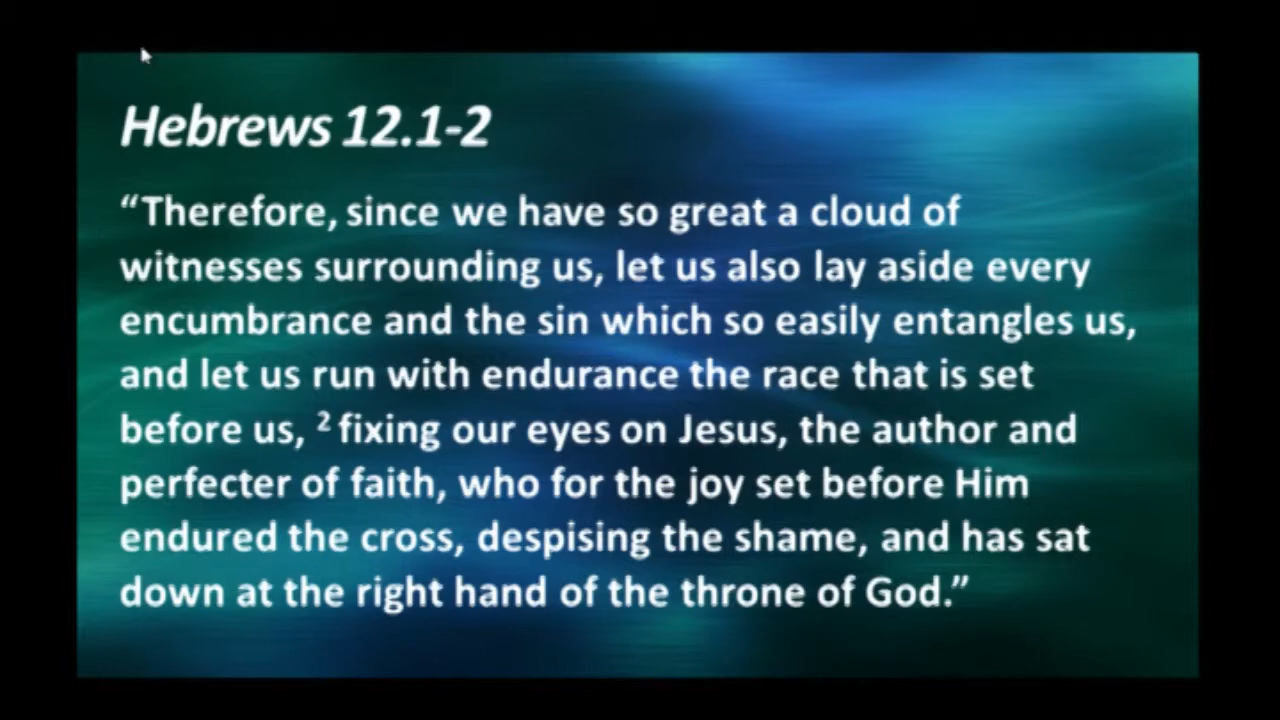 Hebrews 12.1-2
“Therefore, since we have so great a cloud of
witnesses surrounding us, let us also lay aside every
encumbrance and the sin which so easily entangles us,
and let us run with endurance the race that is set
before us, ² fixing our eyes on Jesus, the author and
perfecter of faith, who for the joy set before Him
endured the cross, despising the shame, and has sat
down at the right hand of the throne of God.”